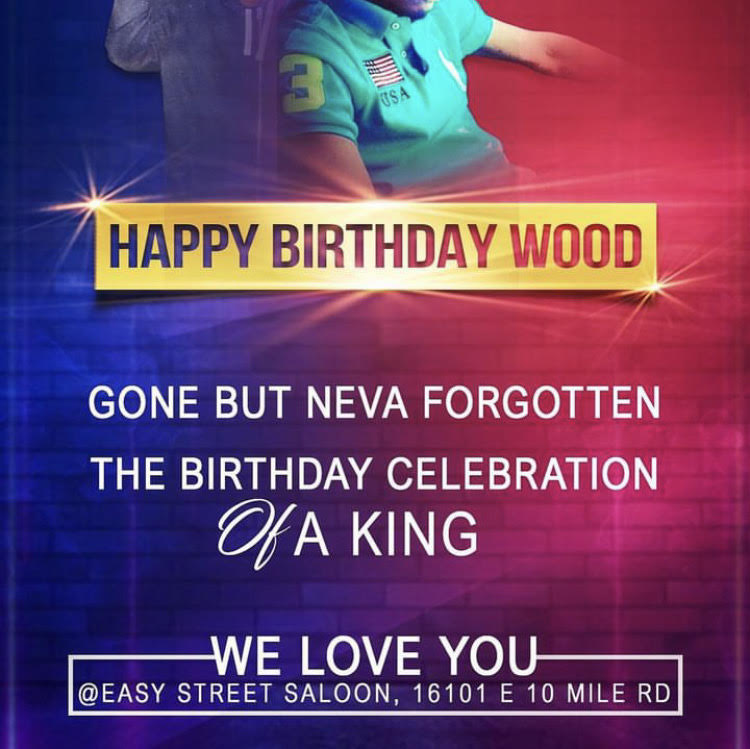 3
USA
HAPPY BIRTHDAY WOOD
GONE BUT NEVA FORGOTTEN
THE BIRTHDAY CELEBRATION
Of A KING
WE LOVE YOU
@EASY STREET SALOON, 16101 E 10 MILE RD